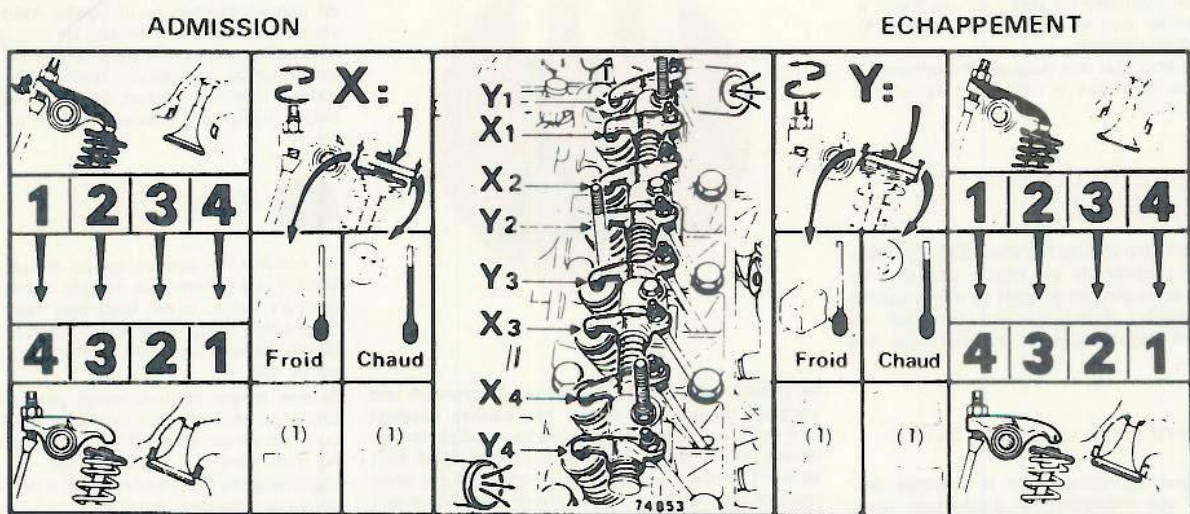 ADMISSION
ECHAPPEMENT
X:
Y:
1 2 3 4
4 3 2 1
Froid Chaud
(1) (1)
Y1
X1
X2
Y2
Y3
X3
X4
Y4
74853
Froid Chaud
(1) (1)
1 2 3 4
4 3 2 1